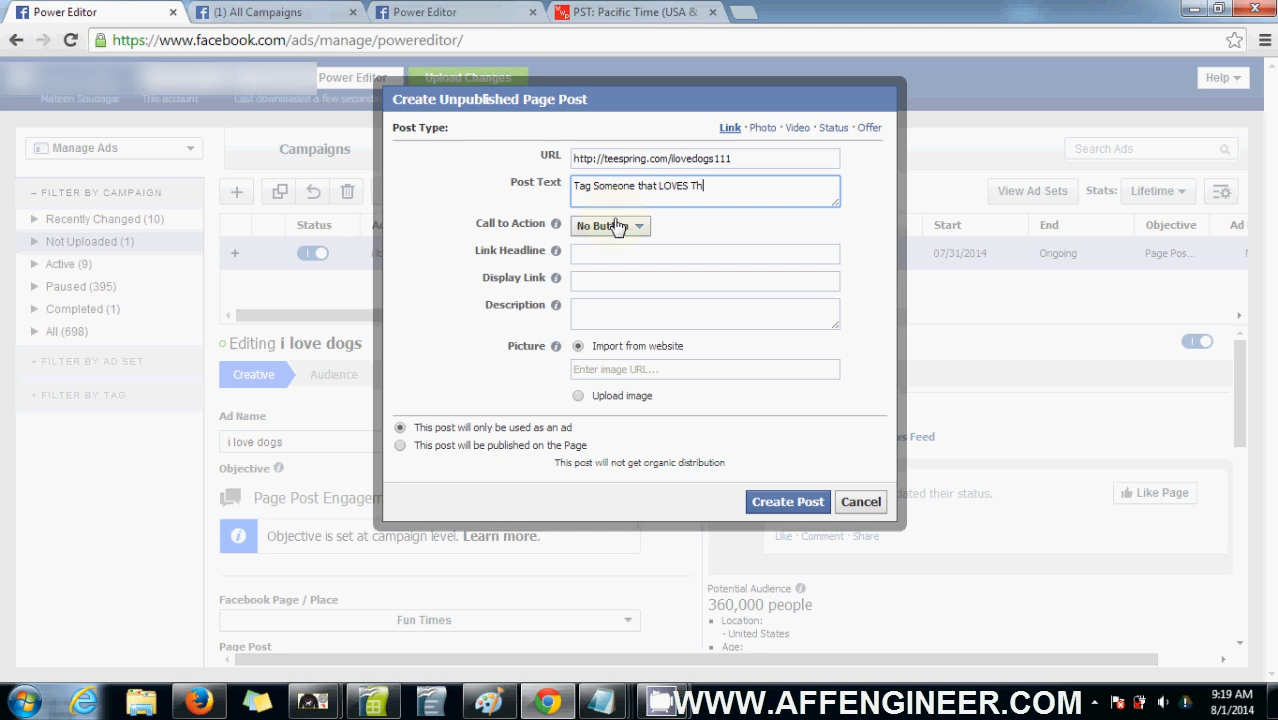 Power Editor
(1) All Campaigns
Power Editor
PST: Pacific Time (USA &
https://www.facebook.com/ads/manage/powereditor/
Power Editor
Upload Changes
Help
Mateen Soudagar
This account
Last downloaded a few seconds
Create Unpublished Page Post
Post Type:
Link · Photo · Video · Status · Offer
URL
http://teespring.com/Ilovedogs111
Post Text
Tag Someone that LOVES Th
Call to Action
No Button
Link Headline
Display Link
Description
Picture
Import from website
Enter image URL...
Upload image
This post will only be used as an ad
This post will be published on the Page
This post will not get organic distribution
Create Post
Cancel
Manage Ads
Campaigns
Search Ads
– FILTER BY CAMPAIGN
Recently Changed (10)
Not Uploaded (1)
Active (9)
Paused (395)
Completed (1)
All (698)
+ FILTER BY AD SET
+ FILTER BY TAG
View Ad Sets
Stats:
Lifetime
Status
Start
End
Objective
Ad
07/31/2014
Ongoing
Page Pos...
Editing i love dogs
Creative
Audience
Ad Name
i love dogs
Objective
Page Post Engagem
Objective is set at campaign level. Learn more.
Facebook Page / Place
Fun Times
Page Post
ws Feed
dated their status.
Like Page
Like · Comment · Share
Potential Audience
360,000 people
Location:
- United States
Age:
WWW.AFFENGINEER.COM
9:19 AM
8/1/2014